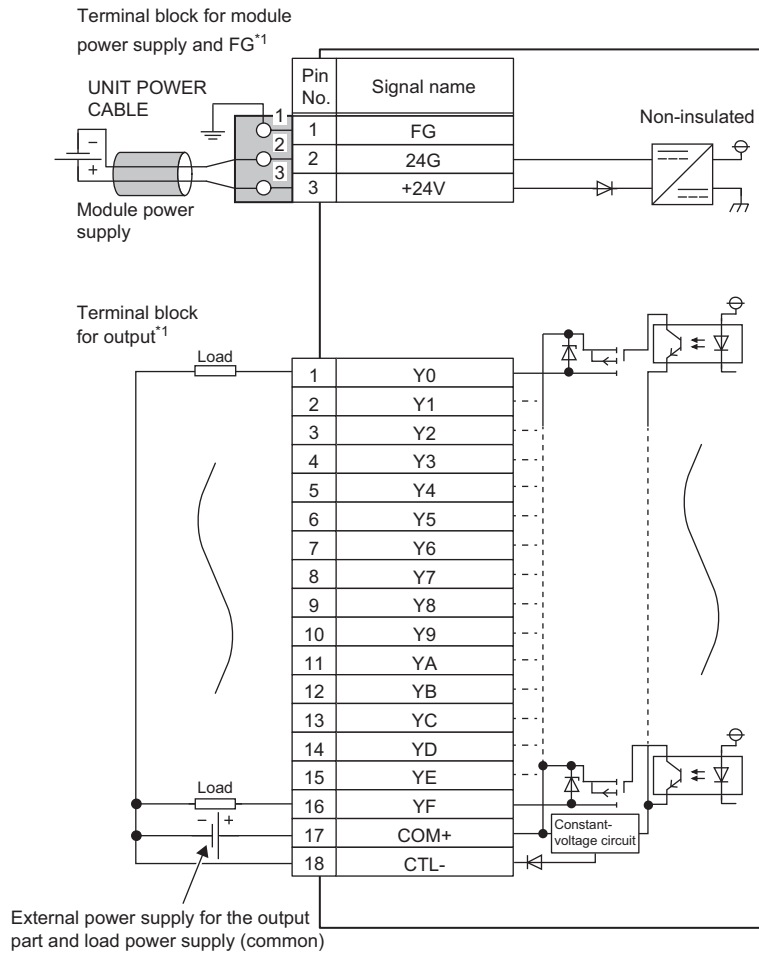 Terminal block for module
power supply and FG*1
UNIT POWER
CABLE
Pin
No.
Signal name
Non-insulated
1
1
FG
2
2
24G
3
3
+24V
−
+
Module power
supply
Terminal block
for output*1
Load
1
Y0
2
Y1
3
Y2
4
Y3
5
Y4
6
Y5
7
Y6
8
Y7
9
Y8
10
Y9
11
YA
12
YB
13
YC
14
YD
15
YE
Load
16
YF
− +
17
COM+
Constant-
voltage circuit
18
CTL-
External power supply for the output
part and load power supply (common)